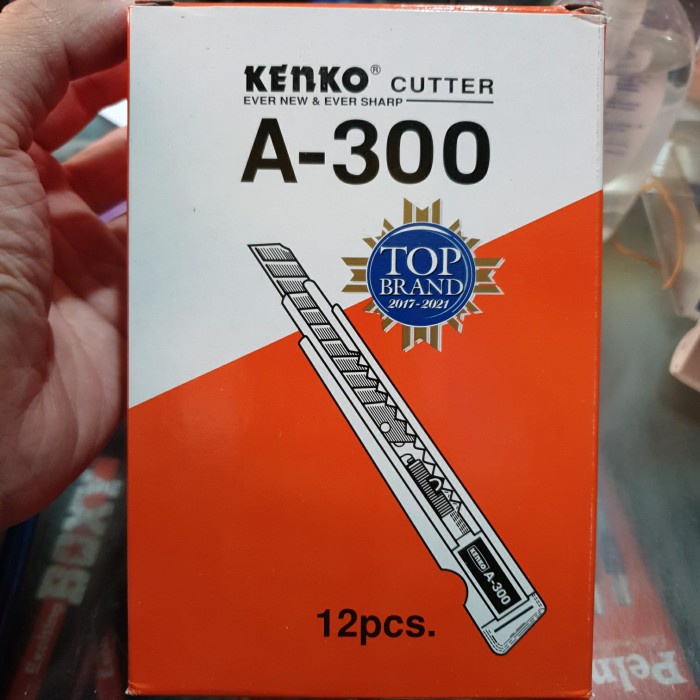 KENKO® CUTTER
EVER NEW & EVER SHARP
A-300
TOP
BRAND
2017-2021
KENKO A-300
12pcs.